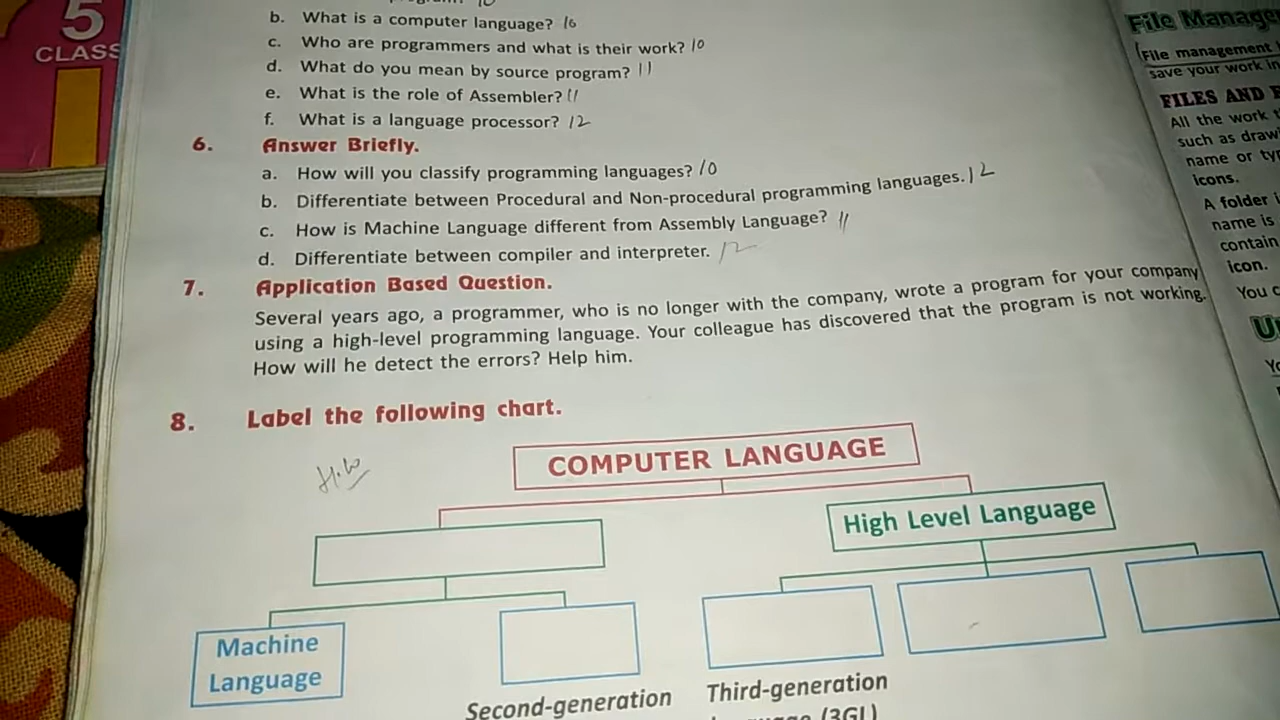 5
CLASS
b. What is a computer language? 16
c. Who are programmers and what is their work? 10
d. What do you mean by source program? 11
e. What is the role of Assembler? 11
f. What is a language processor? 12
6. Answer Briefly.
a. How will you classify programming languages? 10
b. Differentiate between Procedural and Non-procedural programming languages. 12
c. How is Machine Language different from Assembly Language? 11
d. Differentiate between compiler and interpreter. 12
7. Application Based Question.
Several years ago, a programmer, who is no longer with the company, wrote a program for your company
using a high-level programming language. Your colleague has discovered that the program is not working.
How will he detect the errors? Help him.
8. Label the following chart.
H.W
COMPUTER LANGUAGE
High Level Language
Machine
Language
Second-generation
Third-generation
(3GL)
File Manage
File management
save your work in
FILES AND
All the work
such as draw
name or typ
icons.
A folder
name is
contain
icon.
You c